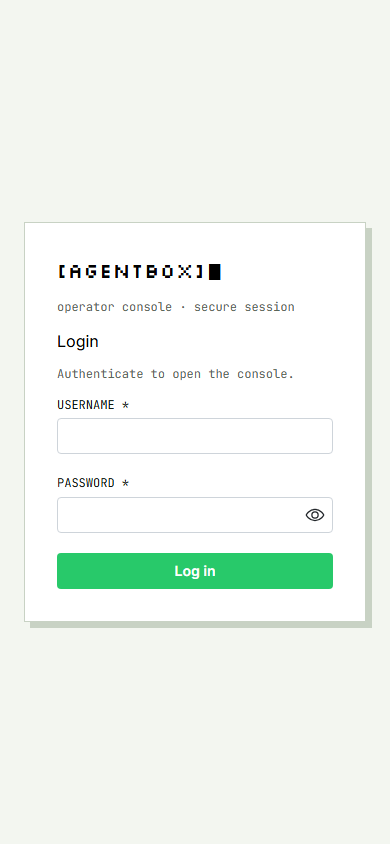 [AGENTBOX]
operator console · secure session
Login
Authenticate to open the console.
USERNAME *
PASSWORD *
Log in